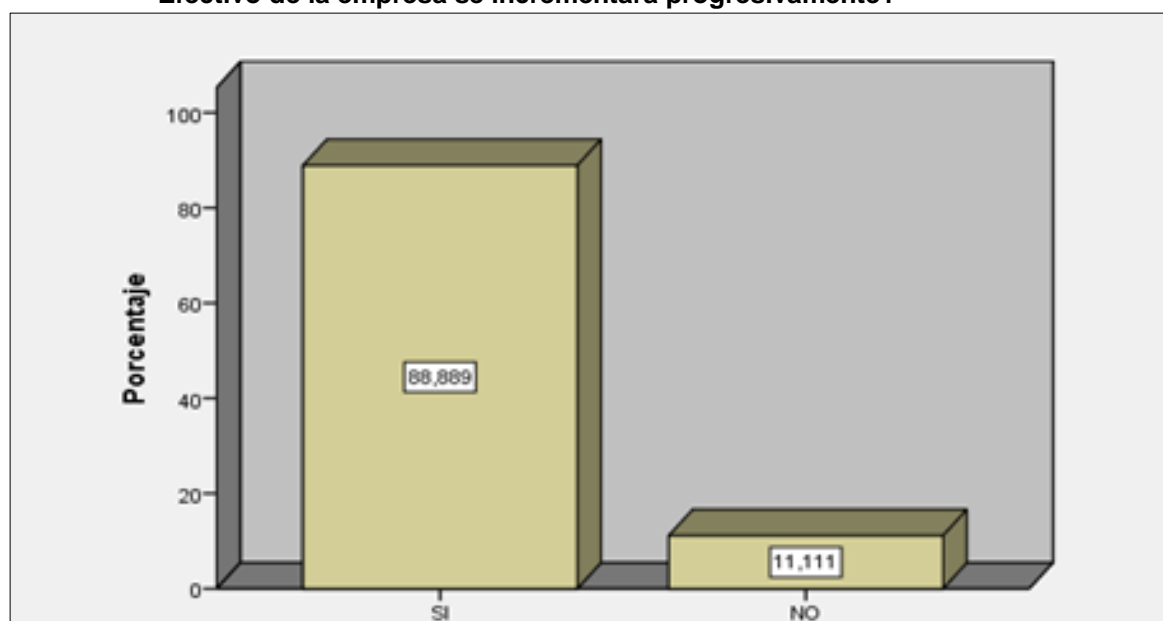 Efectivo de la empresa se incrementará progresivamente?
100
80
60
40
20
0
Porcentaje
88,889
11,111
SI
NO